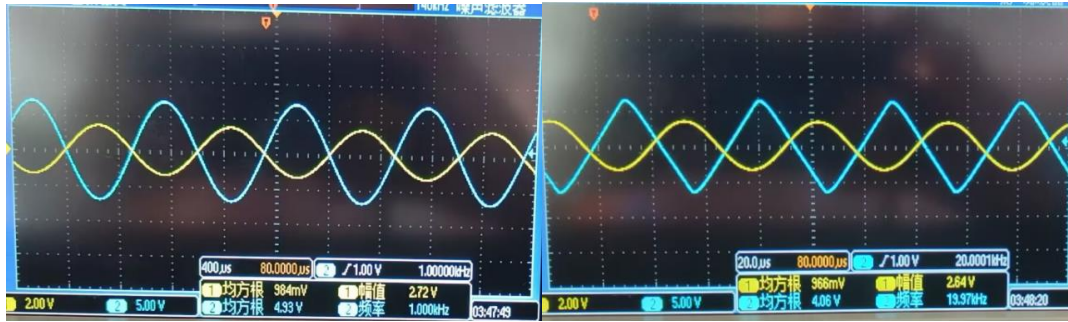 140kHz 噪声滤波器
400μs 80.0000μs
2 ∫1.00 V 1.00000kHz
1 均方根 984mV
1 幅值 2.72 V
2.00 V
2 5.00 V
2 均方根 4.93 V
2 频率 1.000kHz
03:47:49
20.0μs 80.0000μs
2 ∫1.00 V 20.0001kHz
1 均方根 966mV
1 幅值 2.64 V
2.00 V
2 5.00 V
2 均方根 4.06 V
2 频率 19.97kHz
03:48:20